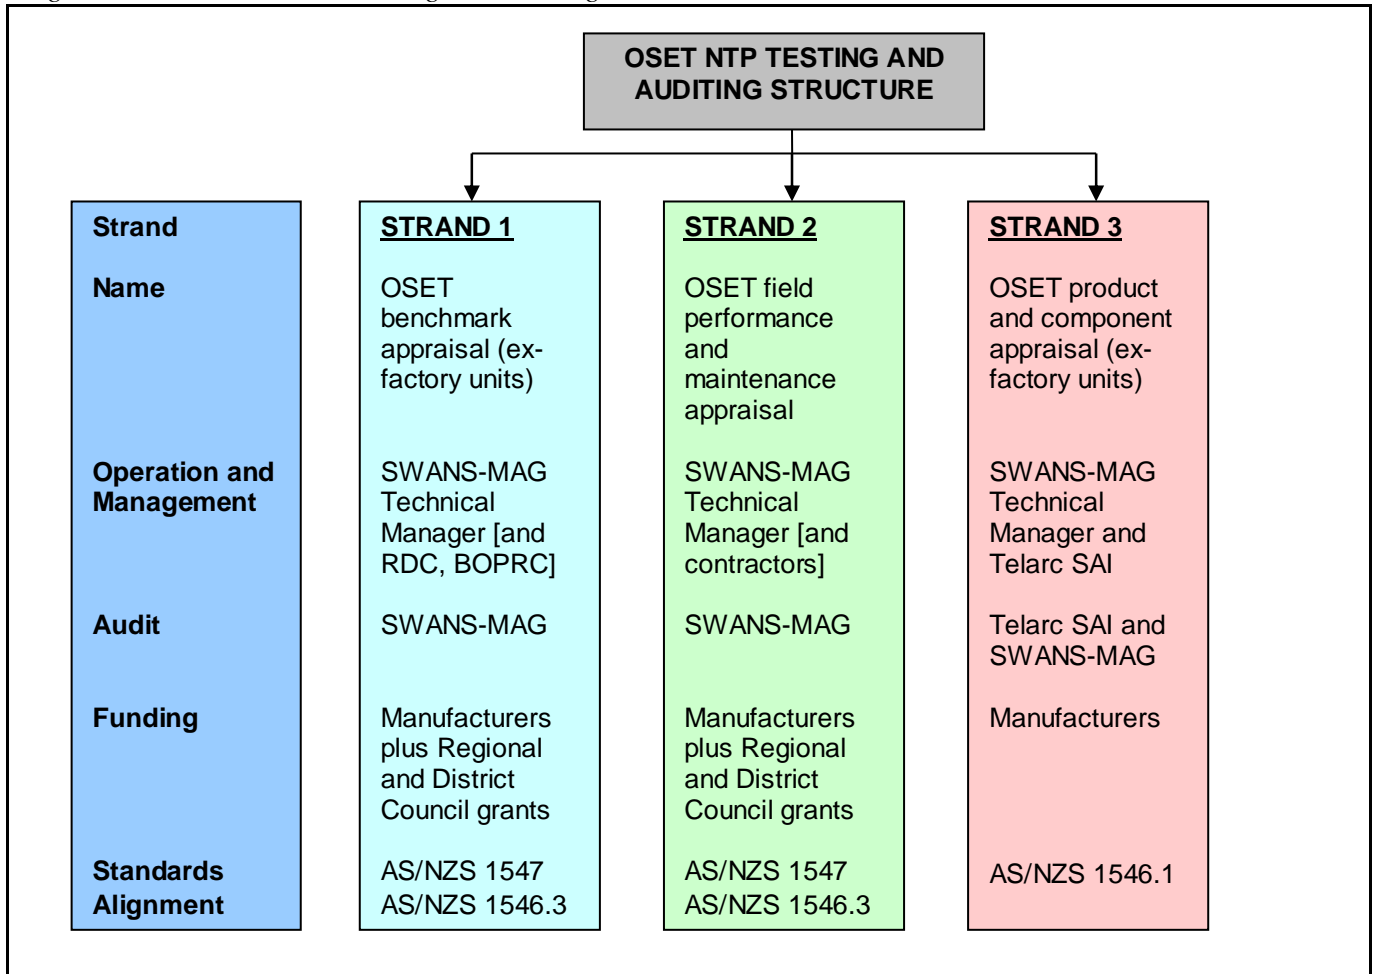 OSET NTP TESTING AND
AUDITING STRUCTURE
Strand
Name
Operation and
Management
Audit
Funding
Standards
Alignment
STRAND 1
OSET
benchmark
appraisal (ex-
factory units)
SWANS-MAG
Technical
Manager [and
RDC, BOPRC]
SWANS-MAG
Manufacturers
plus Regional
and District
Council grants
AS/NZS 1547
AS/NZS 1546.3
STRAND 2
OSET field
performance
and
maintenance
appraisal
SWANS-MAG
Technical
Manager [and
contractors]
SWANS-MAG
Manufacturers
plus Regional
and District
Council grants
AS/NZS 1547
AS/NZS 1546.3
STRAND 3
OSET product
and component
appraisal (ex-
factory units)
SWANS-MAG
Technical
Manager and
Telarc SAI
Telarc SAI and
SWANS-MAG
Manufacturers
AS/NZS 1546.1